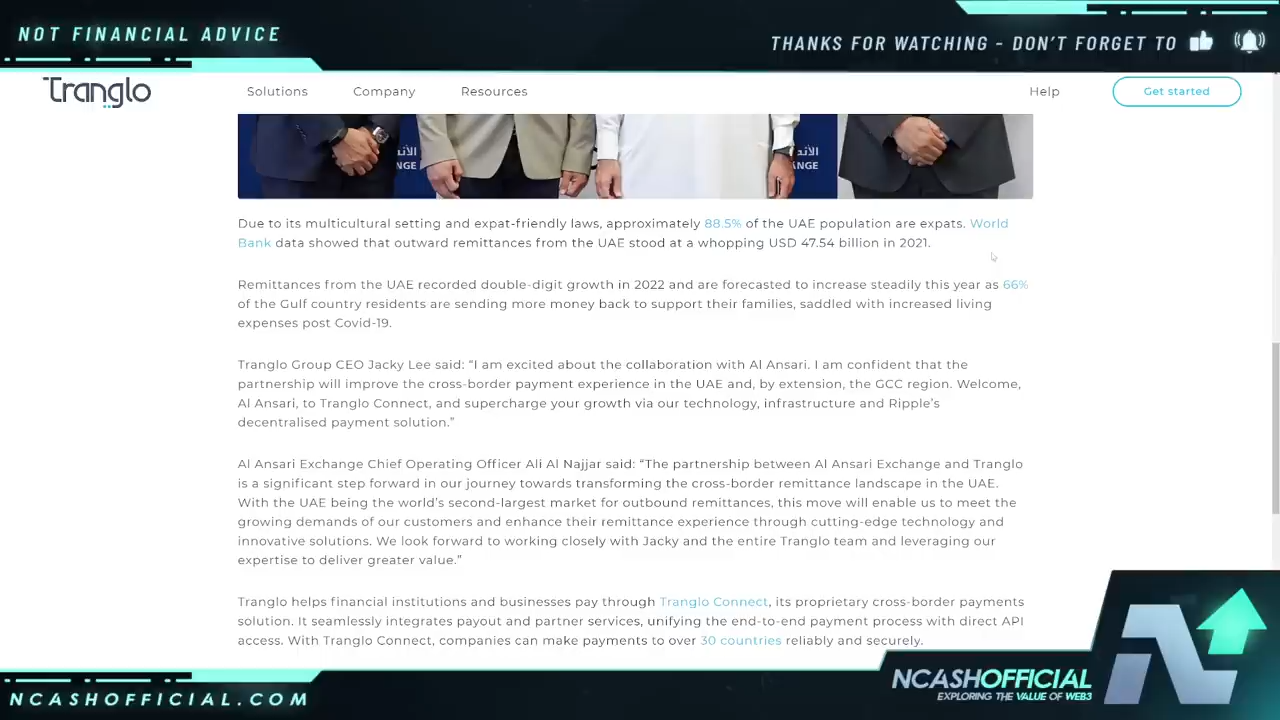 NOT FINANCIAL ADVICE
THANKS FOR WATCHING - DON'T FORGET TO
Tranglo
Solutions
Company
Resources
Help
Get started
الأنـ
ANGE
الأنـ
ANGE
Due to its multicultural setting and expat-friendly laws, approximately 88.5% of the UAE population are expats. World
Bank data showed that outward remittances from the UAE stood at a whopping USD 47.54 billion in 2021.
Remittances from the UAE recorded double-digit growth in 2022 and are forecasted to increase steadily this year as 66%
of the Gulf country residents are sending more money back to support their families, saddled with increased living
expenses post Covid-19.
Tranglo Group CEO Jacky Lee said: “I am excited about the collaboration with Al Ansari. I am confident that the
partnership will improve the cross-border payment experience in the UAE and, by extension, the GCC region. Welcome,
Al Ansari, to Tranglo Connect, and supercharge your growth via our technology, infrastructure and Ripple’s
decentralised payment solution.”
Al Ansari Exchange Chief Operating Officer Ali Al Najjar said: “The partnership between Al Ansari Exchange and Tranglo
is a significant step forward in our journey towards transforming the cross-border remittance landscape in the UAE.
With the UAE being the world’s second-largest market for outbound remittances, this move will enable us to meet the
growing demands of our customers and enhance their remittance experience through cutting-edge technology and
innovative solutions. We look forward to working closely with Jacky and the entire Tranglo team and leveraging our
expertise to deliver greater value.”
Tranglo helps financial institutions and businesses pay through Tranglo Connect, its proprietary cross-border payments
solution. It seamlessly integrates payout and partner services, unifying the end-to-end payment process with direct API
access. With Tranglo Connect, companies can make payments to over 30 countries reliably and securely.
NCASHOFFICIAL.COM
NCASHOFFICIAL
EXPLORING THE VALUE OF WEB3